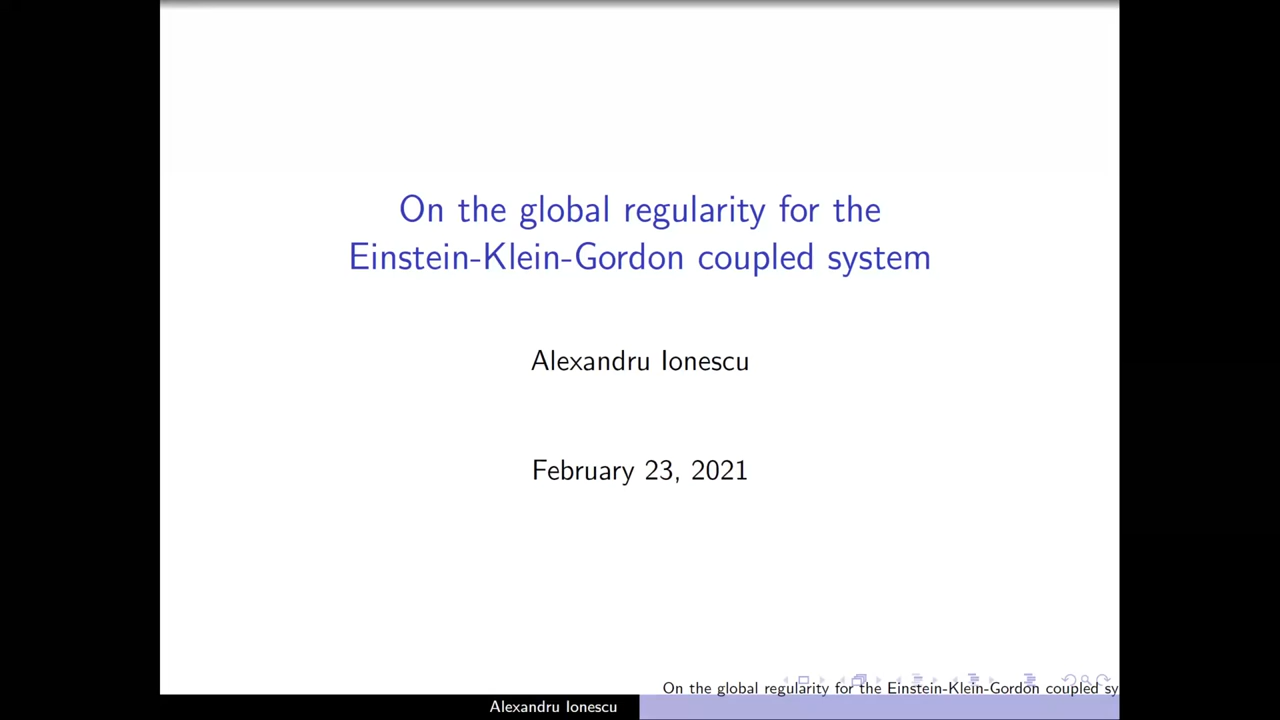 On the global regularity for the
Einstein-Klein-Gordon coupled system
Alexandru Ionescu
February 23, 2021
On the global regularity for the Einstein-Klein-Gordon coupled sy
Alexandru Ionescu